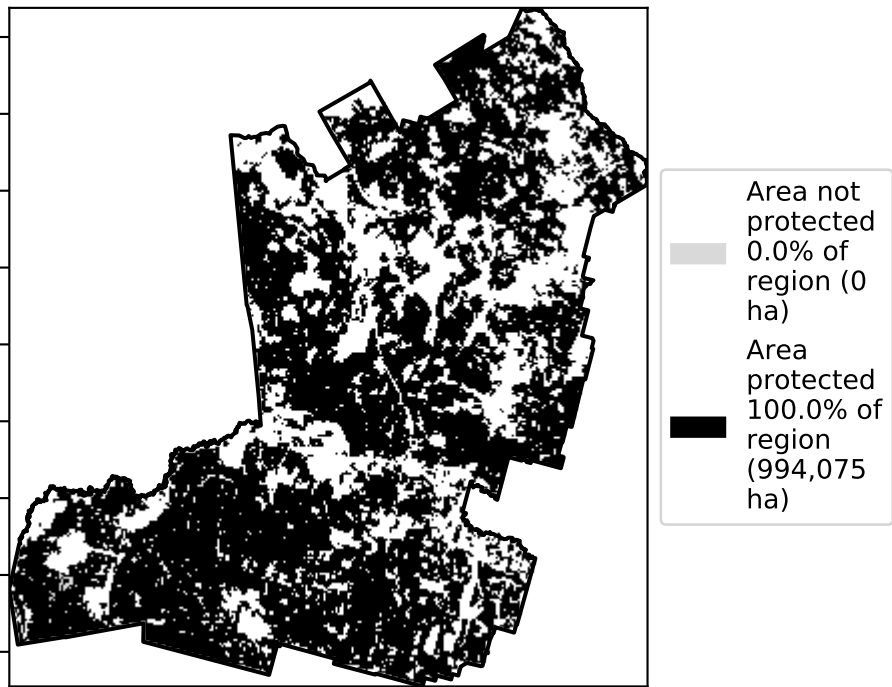 Area not
protected
0.0% of
region (0
ha)
Area
protected
100.0% of
region
(994,075
ha)